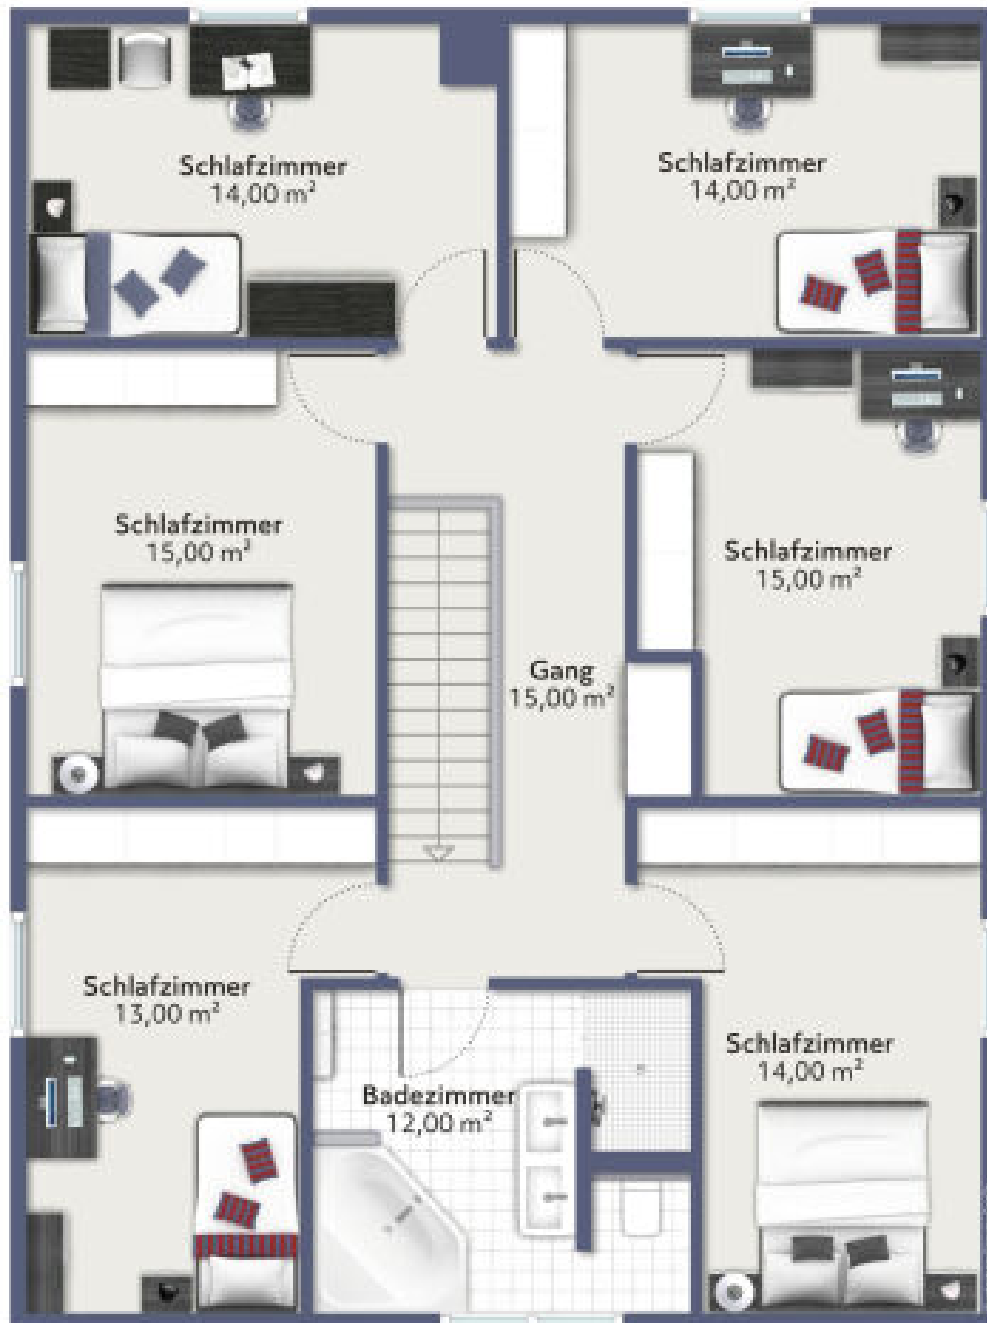 Schlafzimmer
14,00 m²
Schlafzimmer
14,00 m²
Schlafzimmer
15,00 m²
Schlafzimmer
15,00 m²
Gang
15,00 m²
Schlafzimmer
13,00 m²
Schlafzimmer
14,00 m²
Badezimmer
12,00 m²